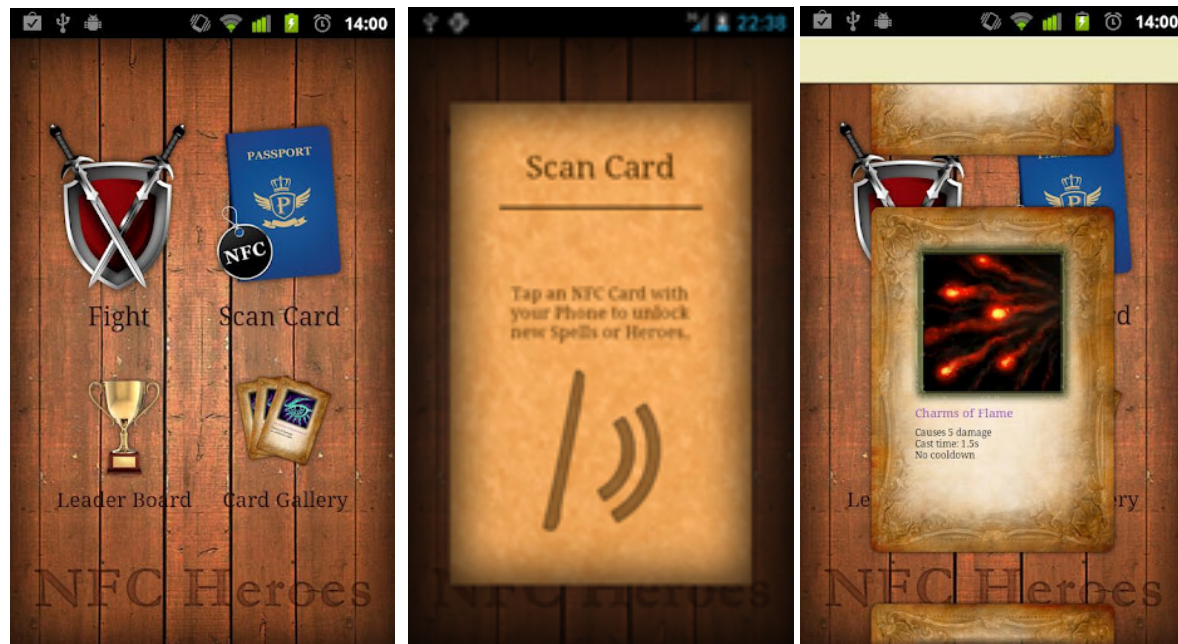 14:00
PASSPORT
P
NFC
Fight
Scan Card
Leader Board
Card Gallery
NFC Heroes
22:38
Scan Card
Tap an NFC Card with
your Phone to unlock
new Spells or Heroes.
NFC Heroes
14:00
Charms of Flame
Causes 5 damage
Cast time: 1.5s
No cooldown
d
Le
ery
NFC Heroes